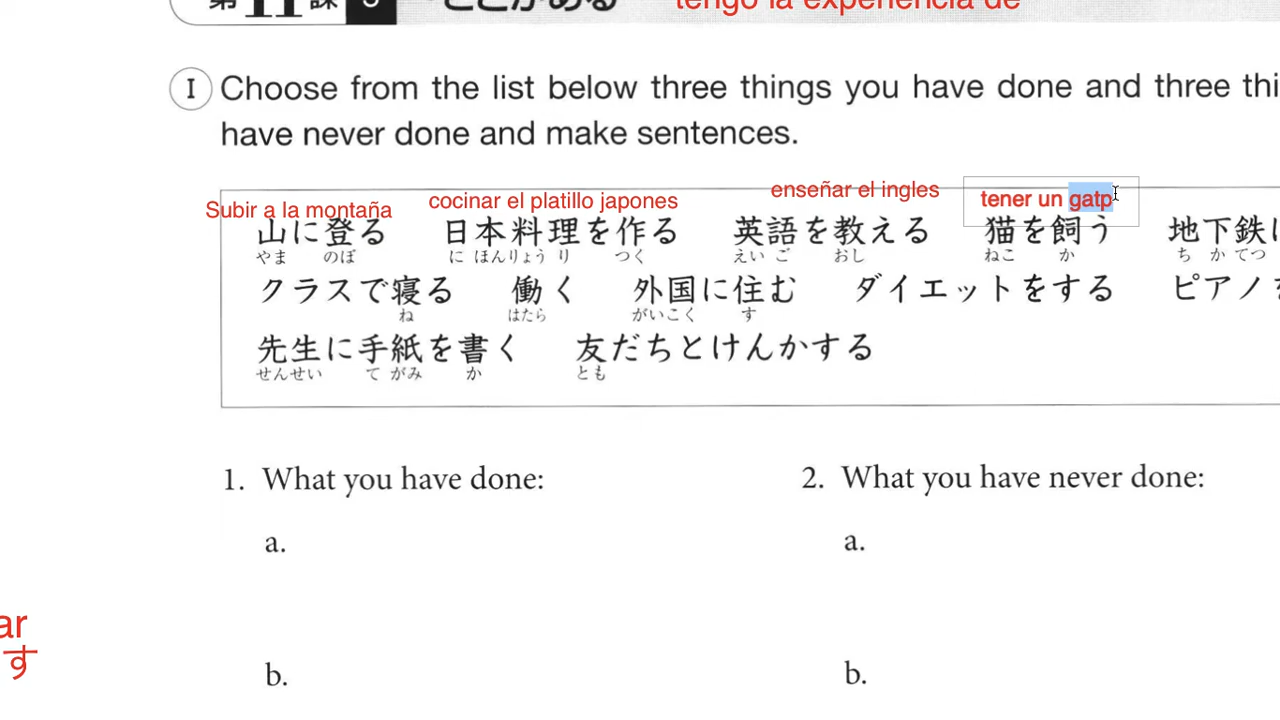 第11課 3 ことがある tengo la experiencia de
I Choose from the list below three things you have done and three thi
have never done and make sentences.
Subir a la montaña cocinar el platillo japones enseñar el ingles tener un gatp
山に登る 日本料理を作る 英語を教える 猫を飼う 地下鉄に
やま のぼ に ほんりょう り つく えい ご おし ねこ か ち か てつ
クラスで寝る 働く 外国に住む ダイエットをする ピアノを
ね はたら がいこく す
先生に手紙を書く 友だちとけんかする
せんせい て がみ か とも
1. What you have done: 2. What you have never done:
a. a.
ar
す
b. b.